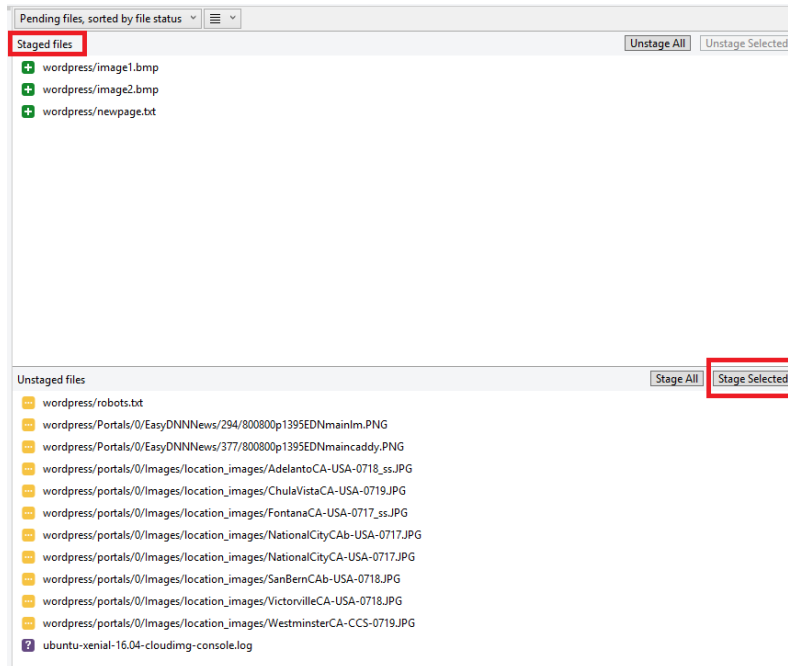 Pending files, sorted by file status
Staged files Unstage All Unstage Selected
wordpress/image1.bmp
wordpress/image2.bmp
wordpress/newpage.txt
Unstaged files Stage All Stage Selected
wordpress/robots.txt
wordpress/Portals/0/EasyDNNNews/294/800800p1395EDNmainlm.PNG
wordpress/Portals/0/EasyDNNNews/377/800800p1395EDNmaincaddy.PNG
wordpress/portals/0/Images/location_images/AdelantoCA-USA-0718_ss.JPG
wordpress/portals/0/Images/location_images/ChulaVistaCA-USA-0719.JPG
wordpress/portals/0/Images/location_images/FontanaCA-USA-0717_ss.JPG
wordpress/portals/0/Images/location_images/NationalCityCAb-USA-0717.JPG
wordpress/portals/0/Images/location_images/NationalCityCA-USA-0717.JPG
wordpress/portals/0/Images/location_images/SanBernCAb-USA-0718.JPG
wordpress/portals/0/Images/location_images/VictorvilleCA-USA-0718.JPG
wordpress/portals/0/Images/location_images/WestminsterCA-CCS-0719.JPG
ubuntu-xenial-16.04-cloudimg-console.log